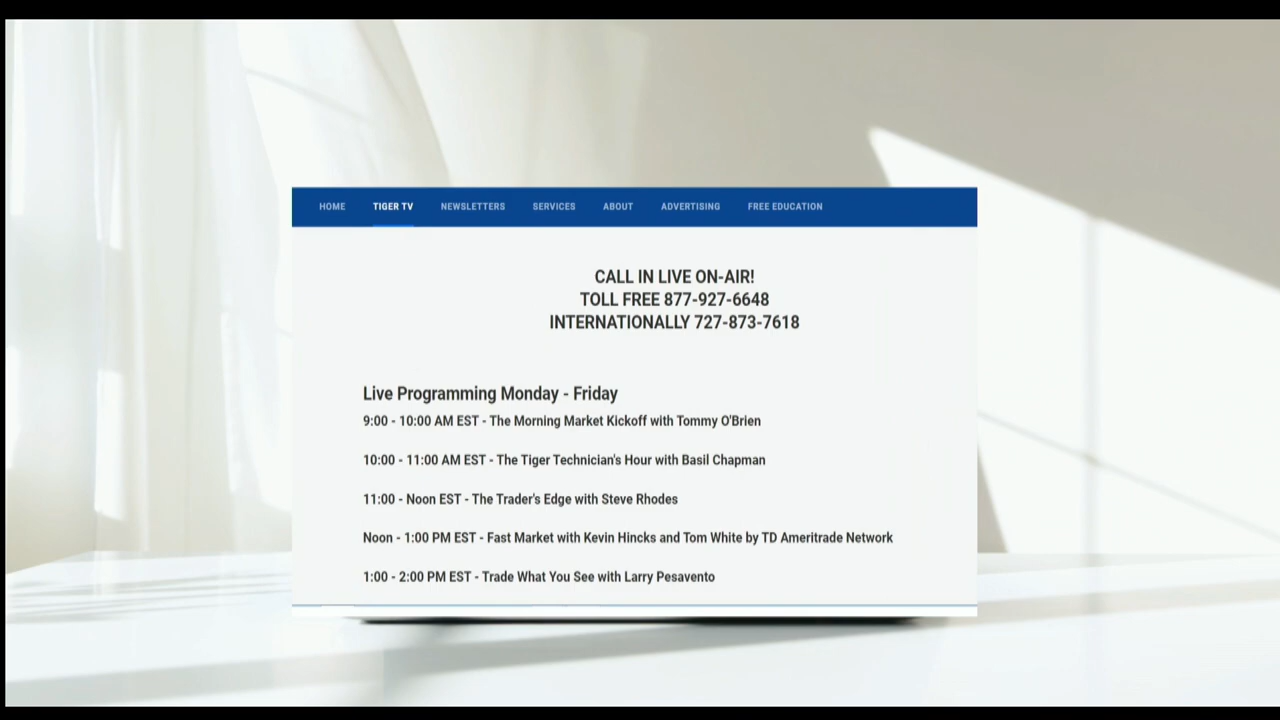 HOME TIGER TV NEWSLETTERS SERVICES ABOUT ADVERTISING FREE EDUCATION
CALL IN LIVE ON-AIR!
TOLL FREE 877-927-6648
INTERNATIONALLY 727-873-7618
Live Programming Monday - Friday
9:00 - 10:00 AM EST - The Morning Market Kickoff with Tommy O'Brien
10:00 - 11:00 AM EST - The Tiger Technician's Hour with Basil Chapman
11:00 - Noon EST - The Trader's Edge with Steve Rhodes
Noon - 1:00 PM EST - Fast Market with Kevin Hincks and Tom White by TD Ameritrade Network
1:00 - 2:00 PM EST - Trade What You See with Larry Pesavento